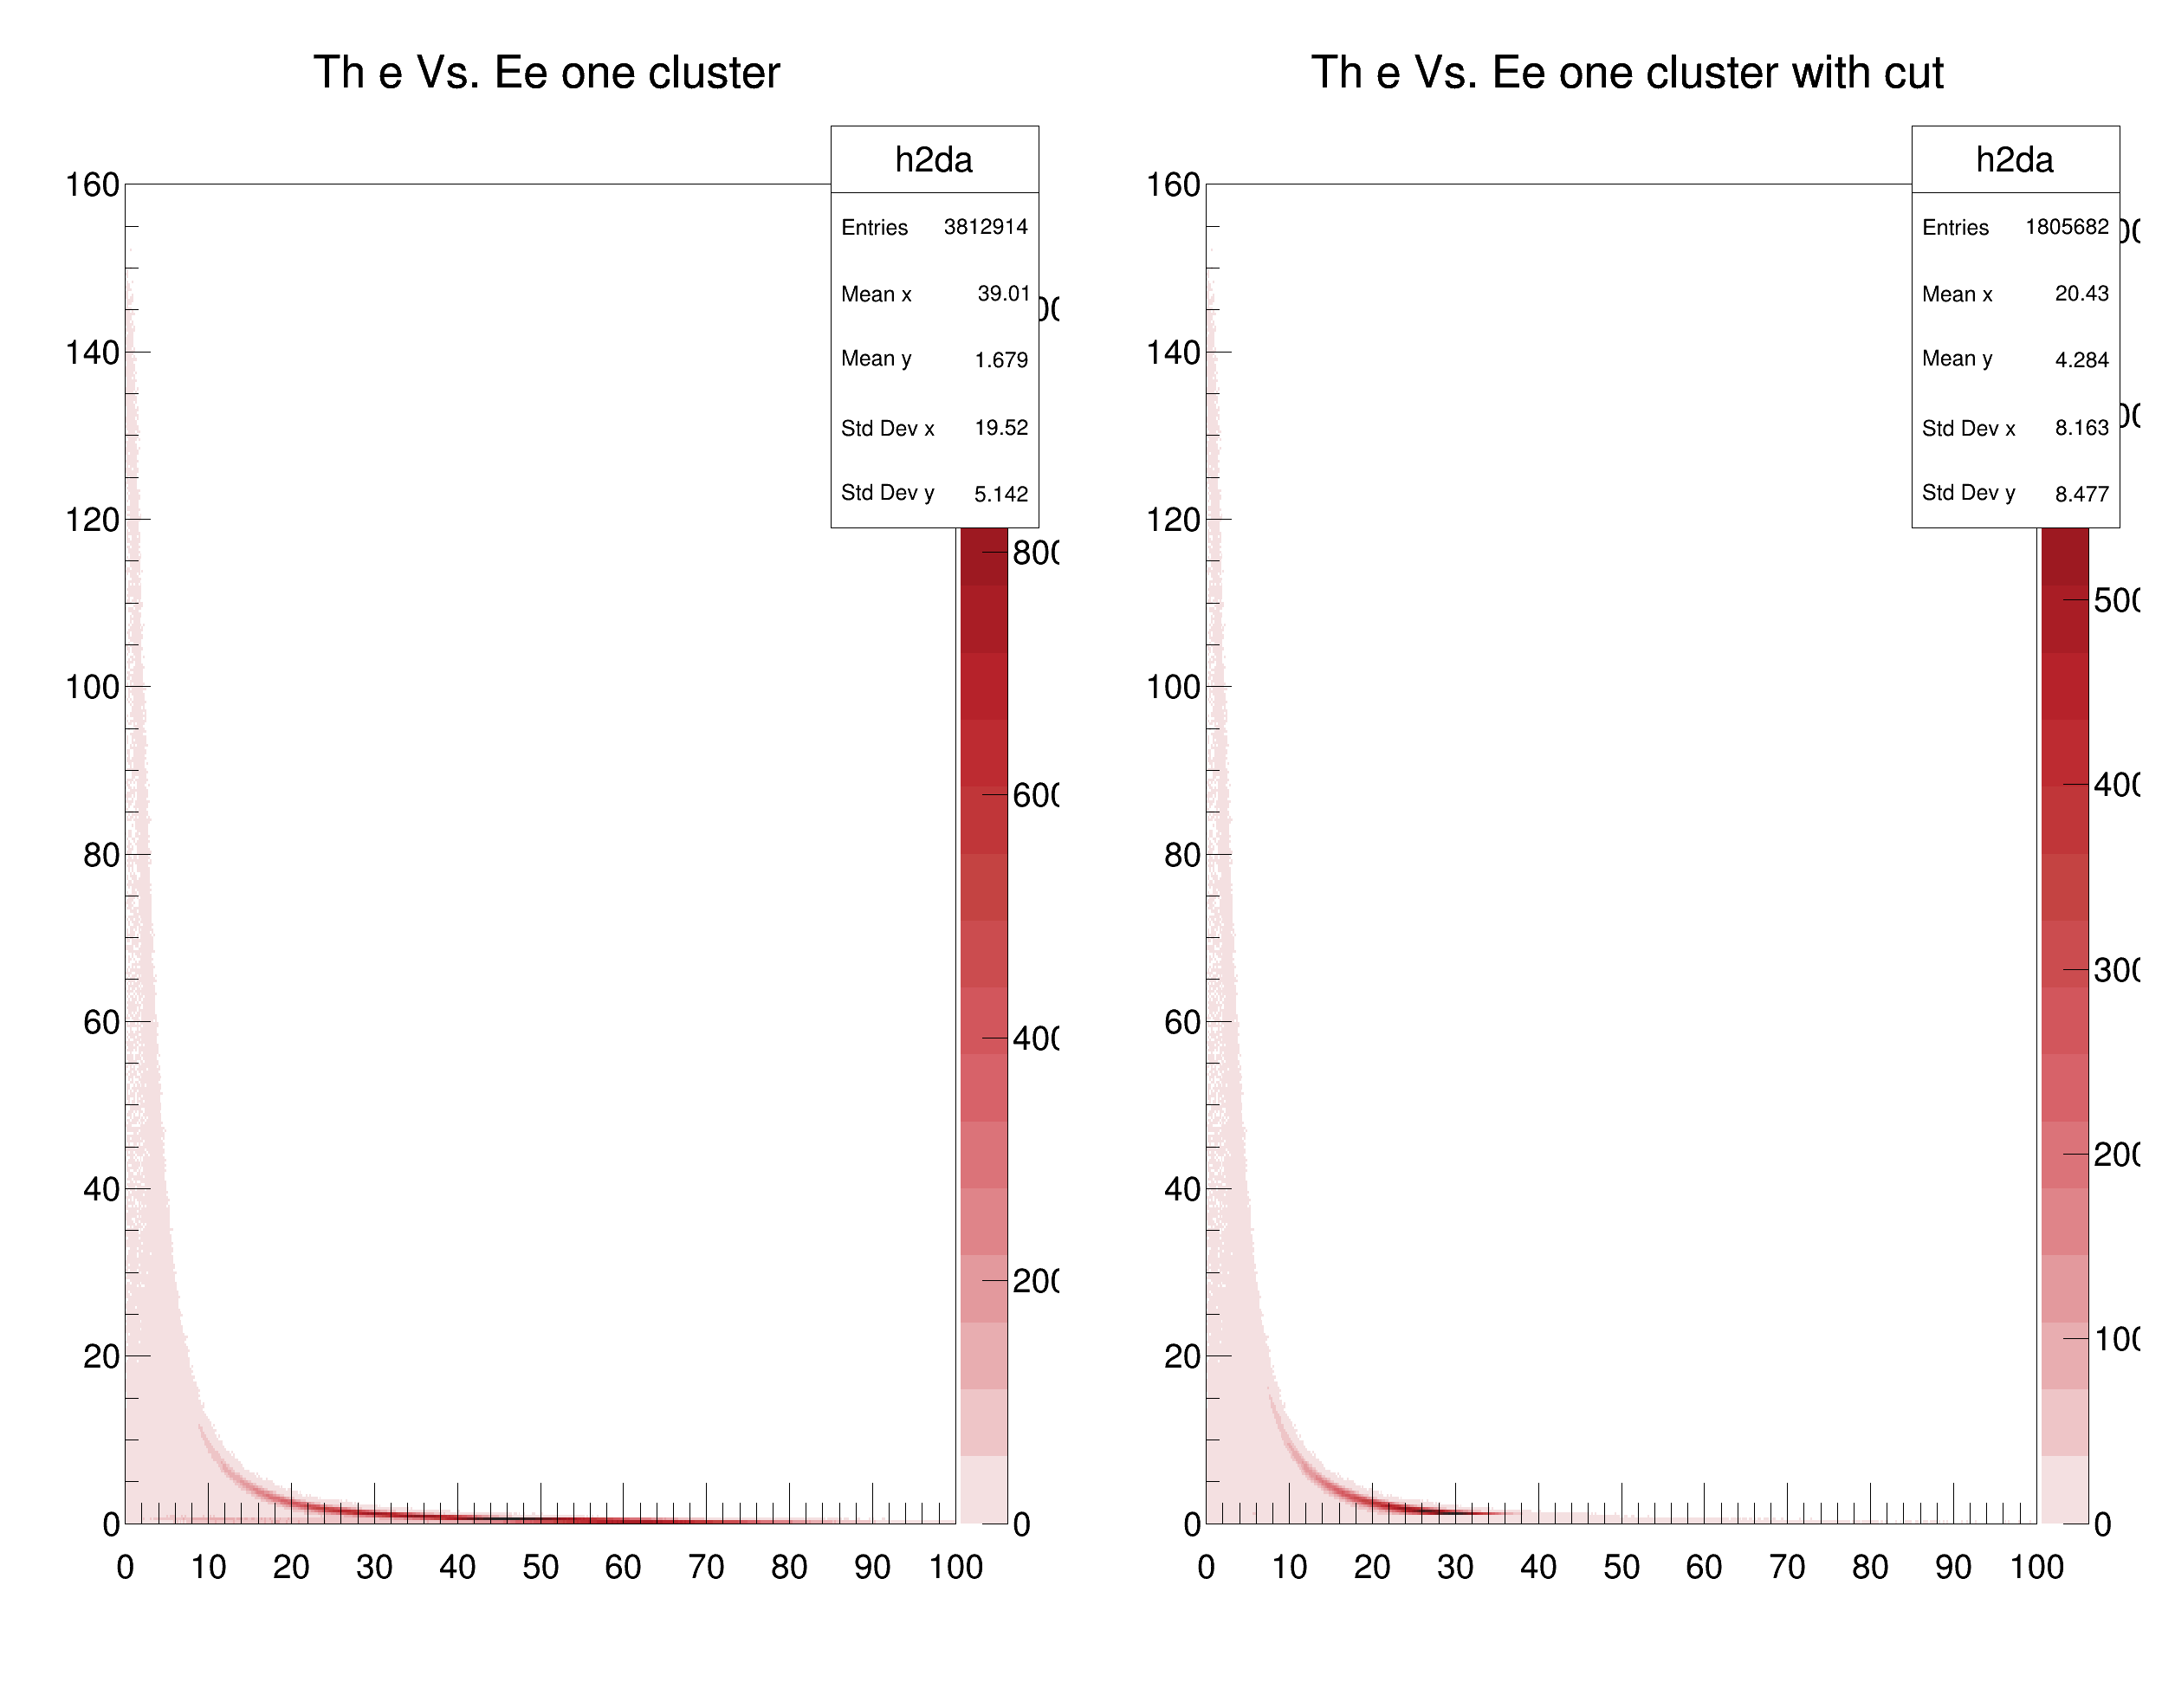 Th e Vs. Ee one cluster
h2da
Entries 3812914
Mean x 39.01
Mean y 1.679
Std Dev x 19.52
Std Dev y 5.142
160
140
120
100
80
60
40
20
0
0 10 20 30 40 50 60 70 80 90 100
0
Th e Vs. Ee one cluster with cut
h2da
Entries 1805682
Mean x 20.43
Mean y 4.284
Std Dev x 8.163
Std Dev y 8.477
160
140
120
100
80
60
40
20
0
0 10 20 30 40 50 60 70 80 90 100
0